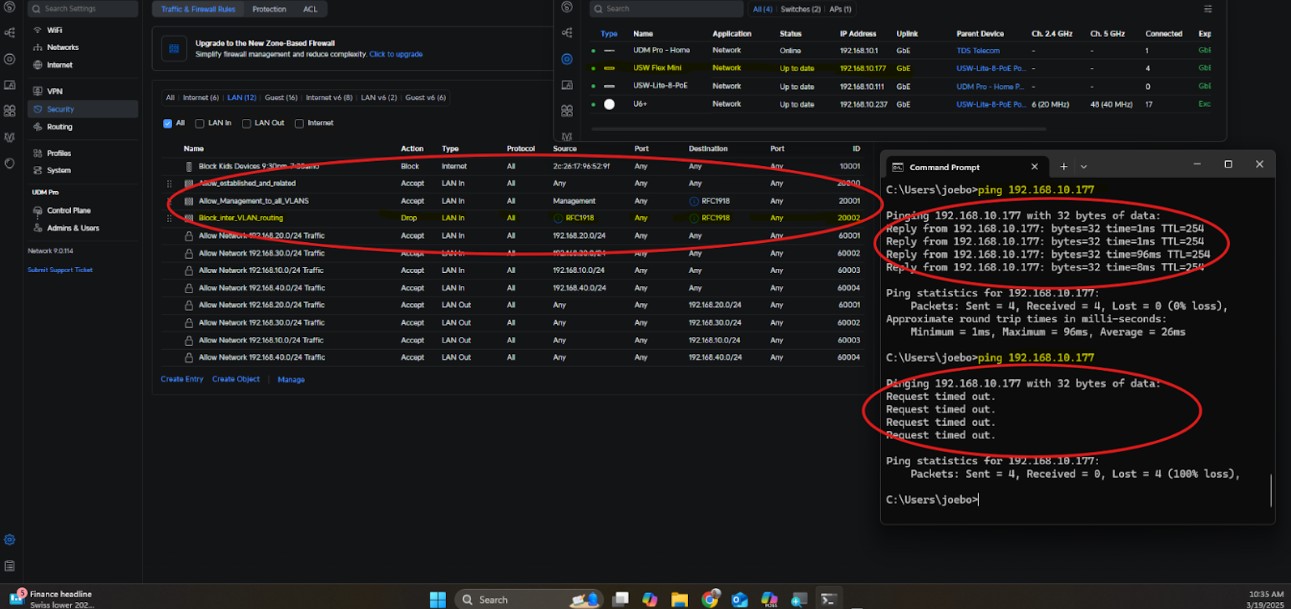 Search Settings
WiFi
Networks
Internet
VPN
Security
Routing
Profiles
System
UDM Pro
Control Plane
Admins & Users
Network 9.0.114
Submit Support Ticket
Traffic & Firewall Rules Protection ACL
Upgrade to the New Zone-Based Firewall
Simplify firewall management and reduce complexity. Click to upgrade
All Internet (6) LAN (12) Guest (16) Internet v6 (8) LAN v6 (2) Guest v6 (6)
All LAN In LAN Out Internet
Name Action Type Protocol Source Port Destination Port ID
Block Kids Devices 9:30pm Block Internet All 2c:26:17:96:52:9f Any Any 10001
Allow_established_and_related Accept LAN In All Any Any Any Any 20000
Allow_Management_to_all_VLANS Accept LAN In All Management Any RFC1918 Any 20001
Block_inter_VLAN_routing Drop LAN In All RFC1918 Any RFC1918 Any 20002
Allow Network 192.168.20.0/24 Traffic Accept LAN In All 192.168.20.0/24 Any Any Any 60001
Allow Network 192.168.30.0/24 Traffic Accept LAN In All 192.168.30.0/24 Any Any Any 60002
Allow Network 192.168.10.0/24 Traffic Accept LAN In All 192.168.10.0/24 Any Any Any 60003
Allow Network 192.168.40.0/24 Traffic Accept LAN In All 192.168.40.0/24 Any Any Any 60004
Allow Network 192.168.20.0/24 Traffic Accept LAN Out All Any Any 192.168.20.0/24 Any 60001
Allow Network 192.168.30.0/24 Traffic Accept LAN Out All Any Any 192.168.30.0/24 Any 60002
Allow Network 192.168.10.0/24 Traffic Accept LAN Out All Any Any 192.168.10.0/24 Any 60003
Allow Network 192.168.40.0/24 Traffic Accept LAN Out All Any Any 192.168.40.0/24 Any 60004
Create Entry Create Object | Manage
Search All (4) Switches (2) APs (1)
Type Name Application Status IP Address Uplink Parent Device Ch. 2.4 GHz Ch. 5 GHz Connected Exp
UDM Pro - Home Network Online 192.168.10.1 GbE TDS Telecom - - 1 GbE
USW Flex Mini Network Up to date 192.168.10.177 GbE USW-Lite-8-PoE Po... - - 4 GbE
USW-Lite-8-PoE Network Up to date 192.168.10.111 GbE UDM Pro - Home P... - - 0 GbE
U6+ Network Up to date 192.168.10.237 GbE USW-Lite-8-PoE Po... 6 (20 MHz) 48 (40 MHz) 17 Exc
Command Prompt
C:\Users\joebo>ping 192.168.10.177
Pinging 192.168.10.177 with 32 bytes of data:
Reply from 192.168.10.177: bytes=32 time=1ms TTL=254
Reply from 192.168.10.177: bytes=32 time=1ms TTL=254
Reply from 192.168.10.177: bytes=32 time=96ms TTL=254
Reply from 192.168.10.177: bytes=32 time=8ms TTL=254
Ping statistics for 192.168.10.177:
Packets: Sent = 4, Received = 4, Lost = 0 (0% loss),
Approximate round trip times in milli-seconds:
Minimum = 1ms, Maximum = 96ms, Average = 26ms
C:\Users\joebo>ping 192.168.10.177
Pinging 192.168.10.177 with 32 bytes of data:
Request timed out.
Request timed out.
Request timed out.
Request timed out.
Ping statistics for 192.168.10.177:
Packets: Sent = 4, Received = 0, Lost = 4 (100% loss),
C:\Users\joebo>
5
Finance headline
Swiss lower 202...
Search
10:35 AM
3/19/2025